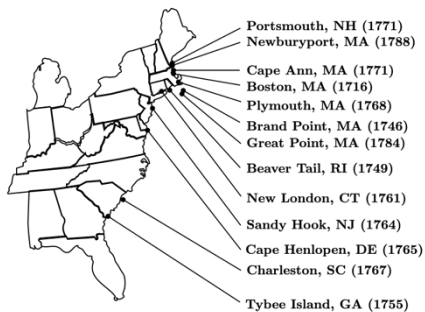 Portsmouth, NH (1771)
Newburyport, MA (1788)
Cape Ann, MA (1771)
Boston, MA (1716)
Plymouth, MA (1768)
Brand Point, MA (1746)
Great Point, MA (1784)
Beaver Tail, RI (1749)
New London, CT (1761)
Sandy Hook, NJ (1764)
Cape Henlopen, DE (1765)
Charleston, SC (1767)
Tybee Island, GA (1755)